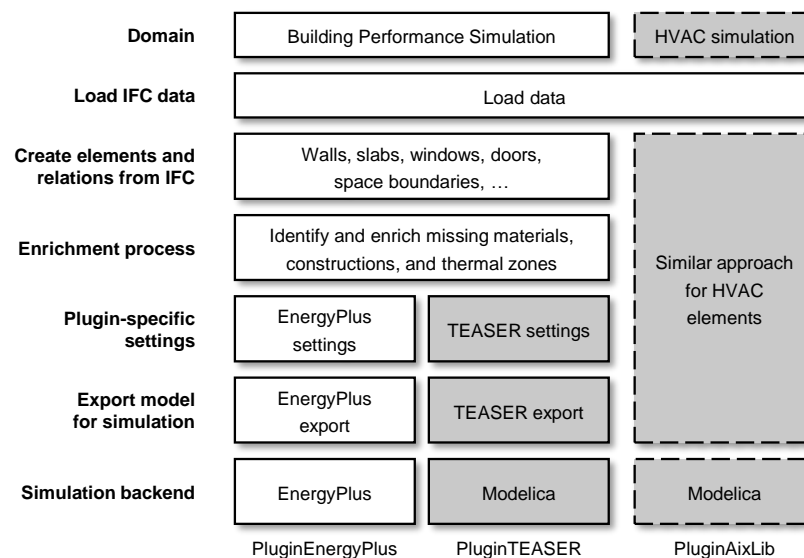 Domain
Building Performance Simulation
HVAC simulation
Load IFC data
Load data
Create elements and
relations from IFC
Walls, slabs, windows, doors,
space boundaries, …
Enrichment process
Identify and enrich missing materials,
constructions, and thermal zones
Similar approach
for HVAC
elements
Plugin-specific
settings
EnergyPlus
settings
TEASER settings
Export model
for simulation
EnergyPlus
export
TEASER export
Simulation backend
EnergyPlus
Modelica
Modelica
PluginEnergyPlus
PluginTEASER
PluginAixLib